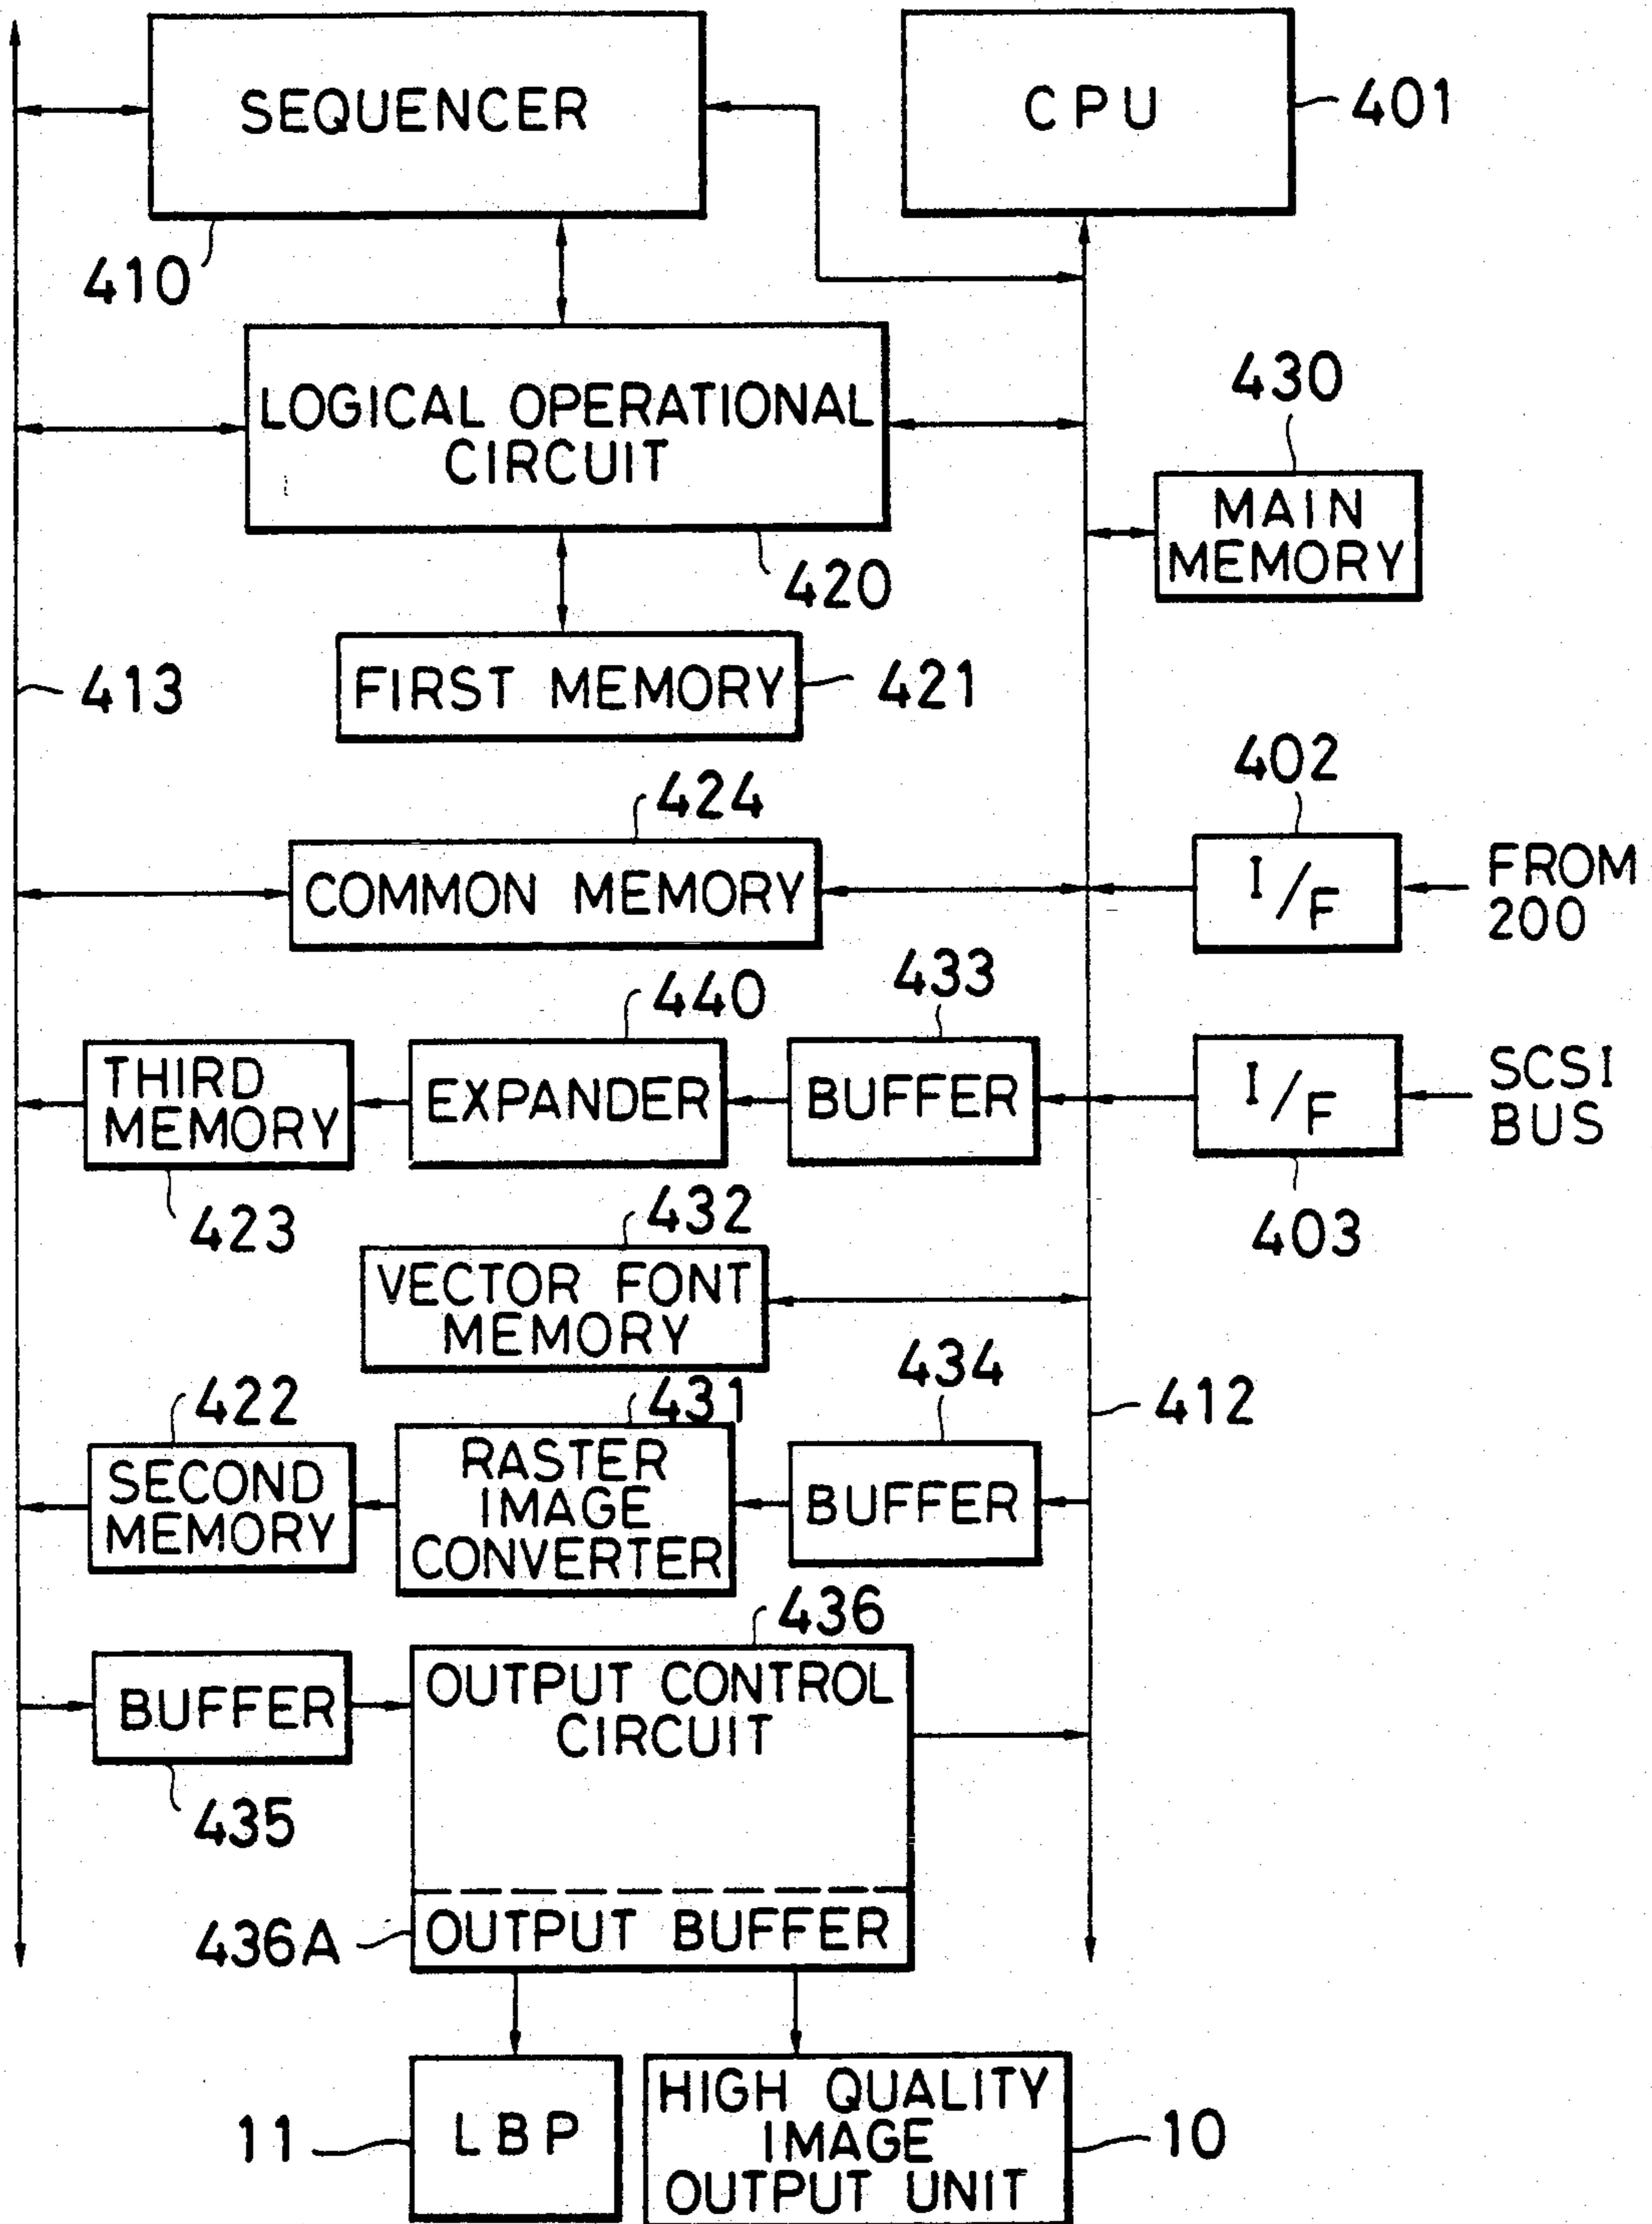 SEQUENCER
CPU
401
410
LOGICAL OPERATIONAL
CIRCUIT
430
MAIN
MEMORY
420
413
FIRST MEMORY
421
402
424
COMMON MEMORY
I/F
FROM
200
440
433
THIRD
MEMORY
EXPANDER
BUFFER
I/F
SCSI
BUS
423
432
403
VECTOR FONT
MEMORY
434
422
431
412
SECOND
MEMORY
RASTER
IMAGE
CONVERTER
BUFFER
436
BUFFER
OUTPUT CONTROL
CIRCUIT
435
436A
OUTPUT BUFFER
11
LBP
HIGH QUALITY
IMAGE
OUTPUT UNIT
10